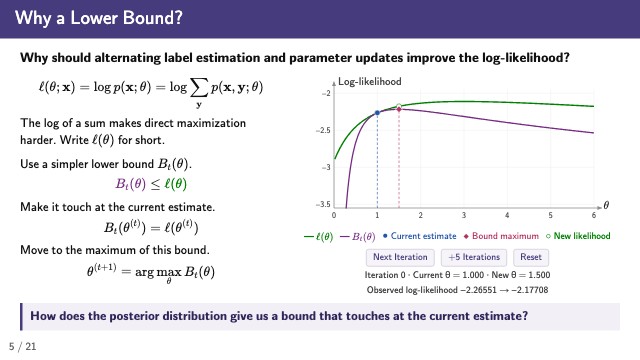 Why a Lower Bound?
Why should alternating label estimation and parameter updates improve the log-likelihood?
ℓ(θ; x) = log p(x; θ) = log ∑_y p(x, y; θ)
The log of a sum makes direct maximization
harder. Write ℓ(θ) for short.
Use a simpler lower bound B_t(θ).
B_t(θ) ≤ ℓ(θ)
Make it touch at the current estimate.
B_t(θ^(t)) = ℓ(θ^(t))
Move to the maximum of this bound.
θ^(t+1) = arg max_θ B_t(θ)
Log-likelihood
−2
−2.5
−3
−3.5
0 1 2 3 4 5 6
θ
ℓ(θ) B_t(θ) Current estimate Bound maximum New likelihood
Next Iteration +5 Iterations Reset
Iteration 0 · Current θ = 1.000 · New θ = 1.500
Observed log-likelihood −2.26551 → −2.17708
How does the posterior distribution give us a bound that touches at the current estimate?
5 / 21